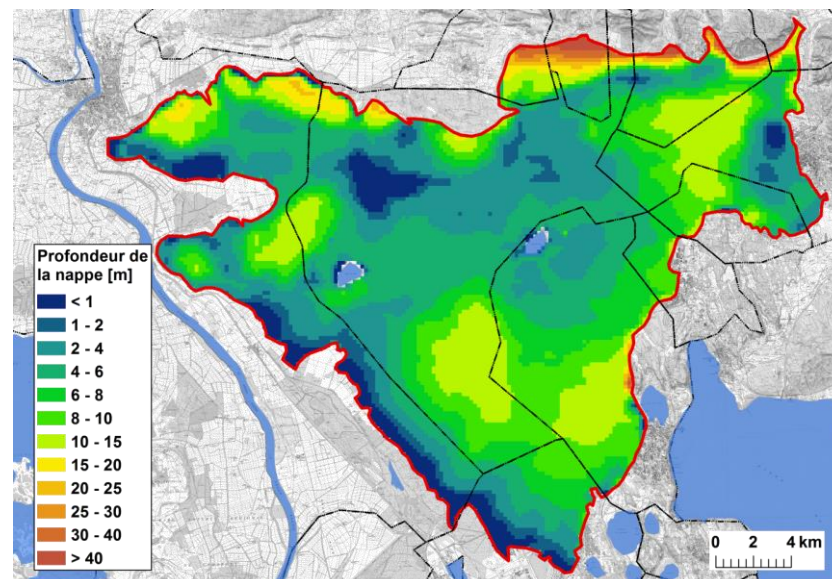 Profondeur de
la nappe [m]
< 1
1 - 2
2 - 4
4 - 6
6 - 8
8 - 10
10 - 15
15 - 20
20 - 25
25 - 30
30 - 40
> 40
0 2 4 km